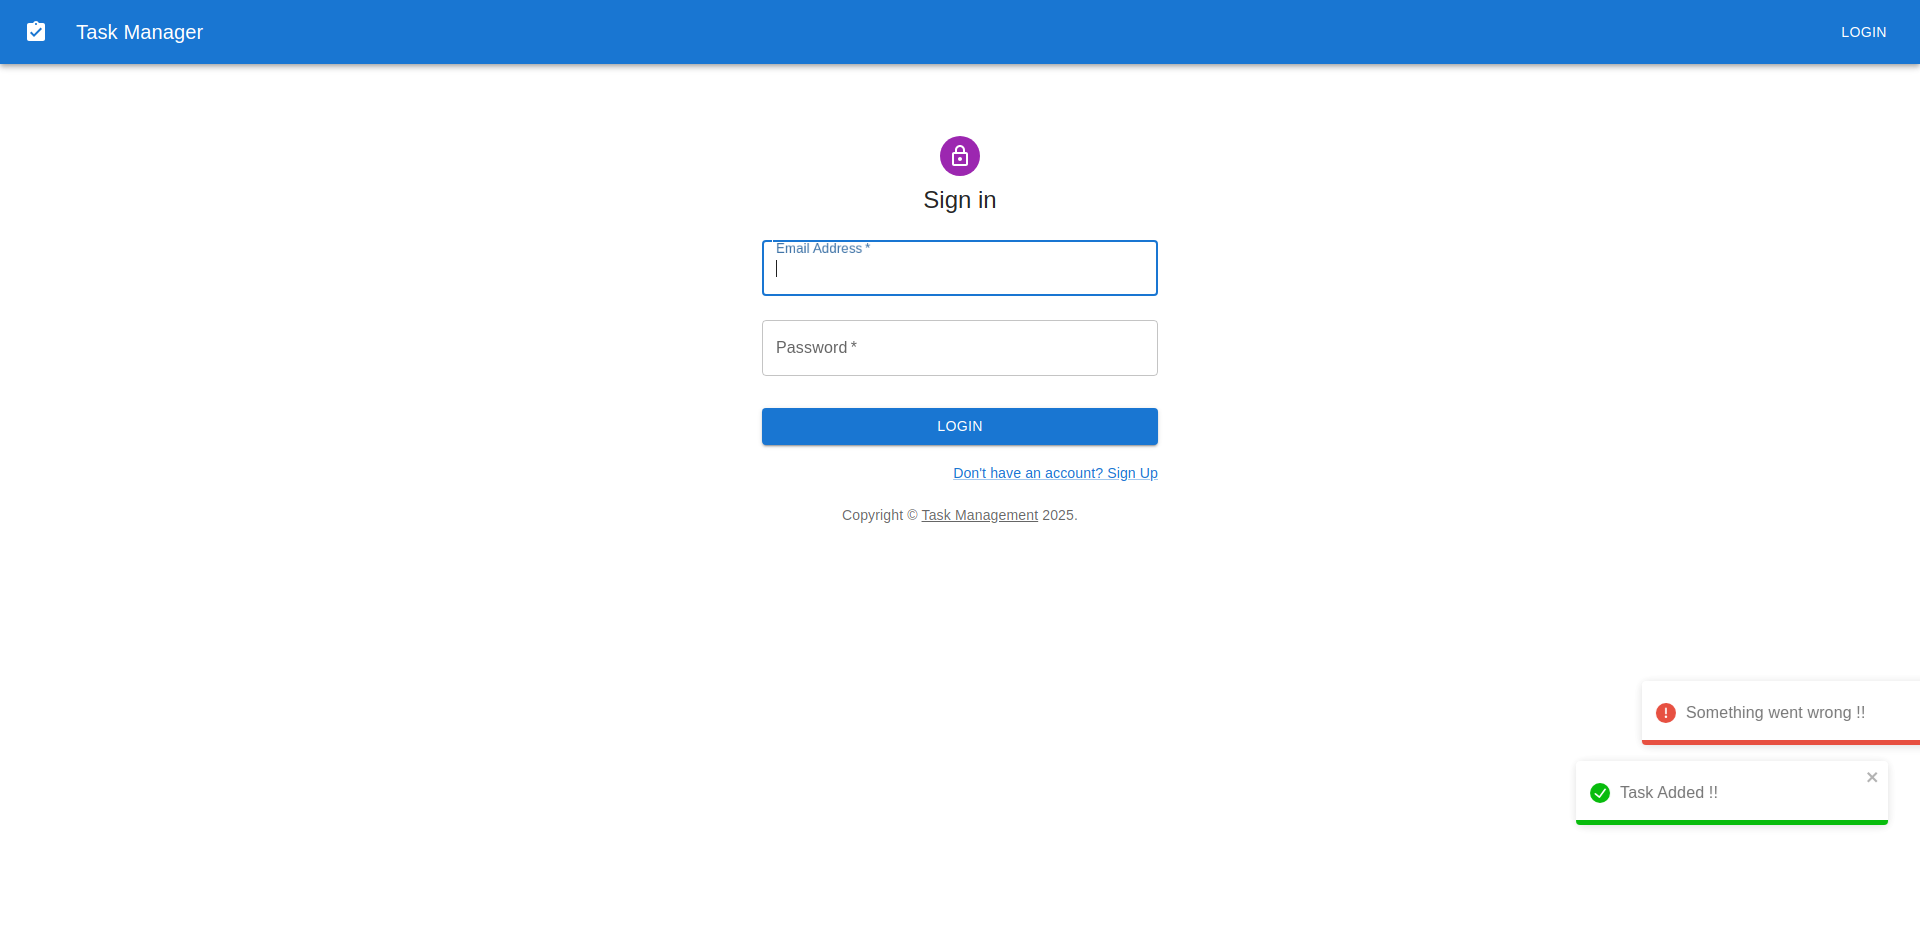 Task Manager
LOGIN
Sign in
Email Address *
Password *
LOGIN
Don't have an account? Sign Up
Copyright © Task Management 2025.
Something went wrong !!
Task Added !!